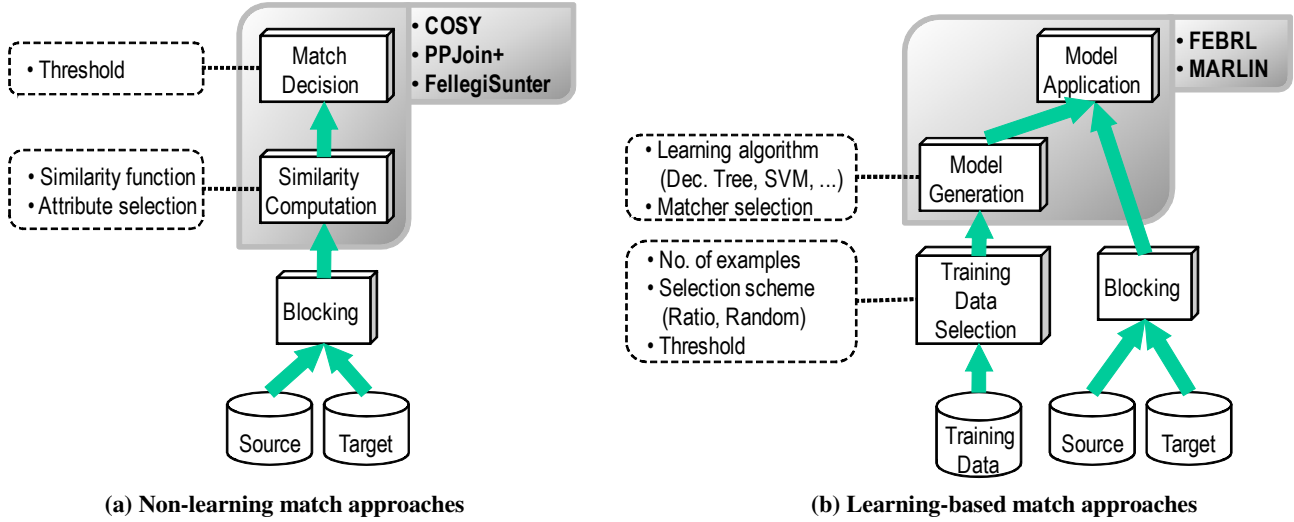 • Threshold
Match
Decision
• COSY
• PPJoin+
• FellegiSunter
• Similarity function
• Attribute selection
Similarity
Computation
Blocking
Source
Target
(a) Non-learning match approaches
Model
Application
• FEBRL
• MARLIN
• Learning algorithm
(Dec. Tree, SVM, ...)
• Matcher selection
Model
Generation
• No. of examples
• Selection scheme
(Ratio, Random)
• Threshold
Training
Data
Selection
Blocking
Training
Data
Source
Target
(b) Learning-based match approaches